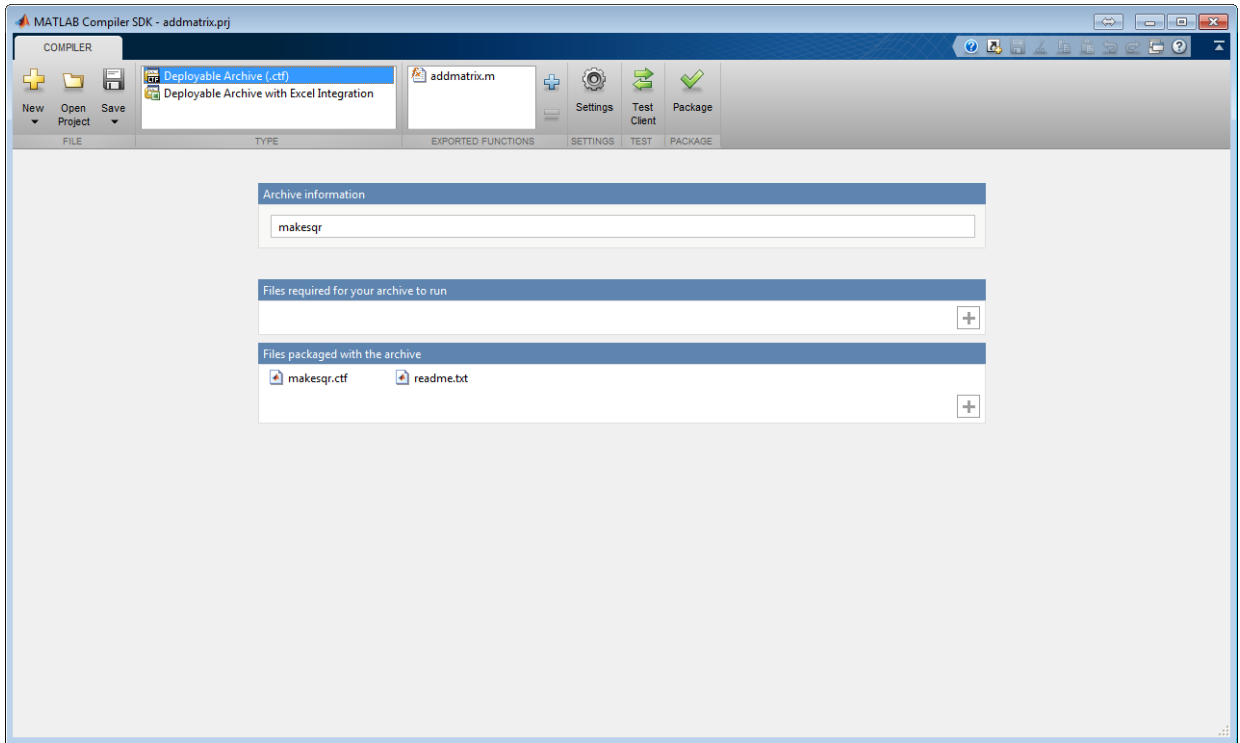 MATLAB Compiler SDK - addmatrix.prj
COMPILER
New
Open
Project
Save
FILE
Deployable Archive (.ctf)
Deployable Archive with Excel Integration
TYPE
addmatrix.m
EXPORTED FUNCTIONS
Settings
SETTINGS
Test
Client
TEST
Package
PACKAGE
Archive information
makesqr
Files required for your archive to run
Files packaged with the archive
makesqr.ctf readme.txt